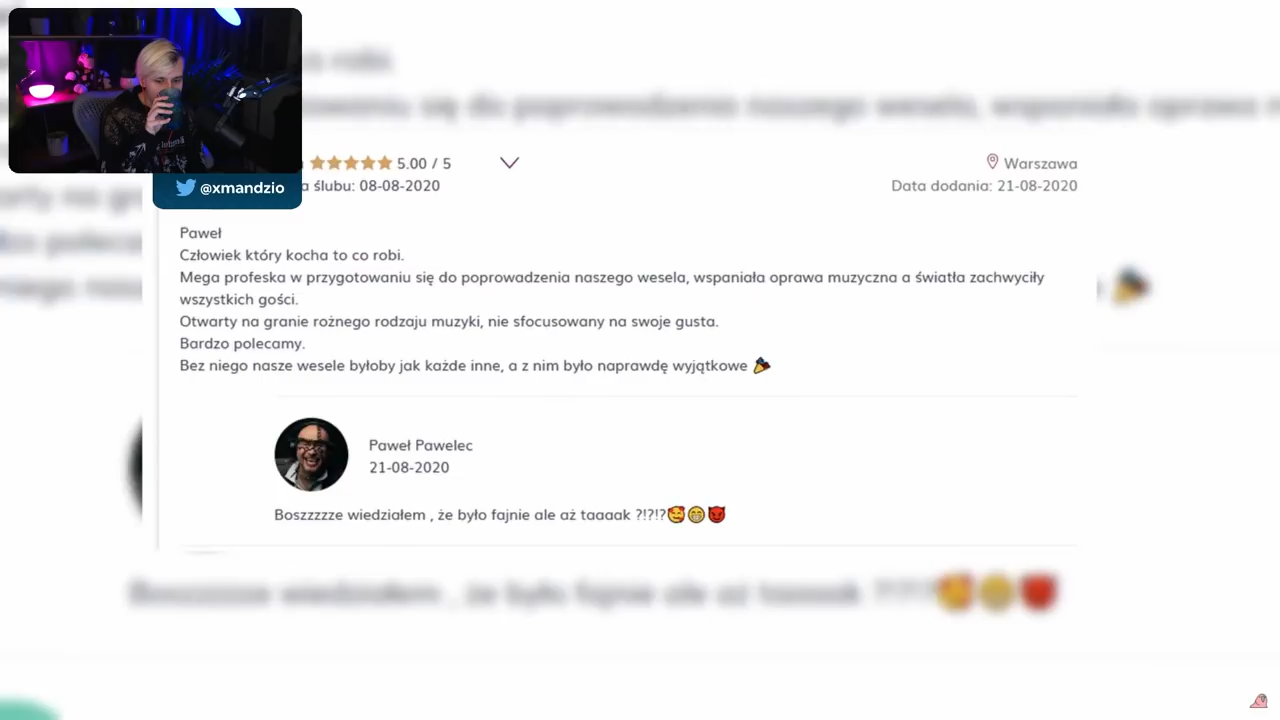 5.00 / 5
Warszawa
@xmandzio
a ślubu: 08-08-2020
Data dodania: 21-08-2020
Paweł
Człowiek który kocha to co robi.
Mega profeska w przygotowaniu się do poprowadzenia naszego wesela, wspaniała oprawa muzyczna a światła zachwyciły
wszystkich gości.
Otwarty na granie rożnego rodzaju muzyki, nie sfocusowany na swoje gusta.
Bardzo polecamy.
Bez niego nasze wesele byłoby jak każde inne, a z nim było naprawdę wyjątkowe 🎉
Paweł Pawelec
21-08-2020
Boszzzzze wiedziałem , że było fajnie ale aż taaaak ?!?!?🥰😁😈